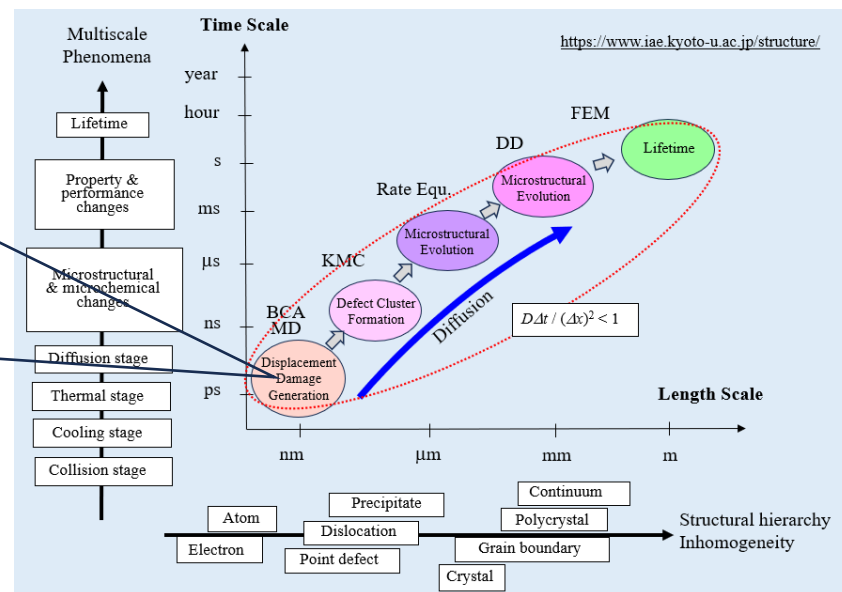 Multiscale
Phenomena
Lifetime
Property &
performance
changes
Microstructural
& microchemical
changes
Diffusion stage
Thermal stage
Cooling stage
Collision stage
Time Scale
https://www.iae.kyoto-u.ac.jp/structure/
year
hour
s
ms
μs
ns
ps
FEM
Lifetime
DD
Microstructural
Evolution
Rate Equ.
Microstructural
Evolution
KMC
Defect Cluster
Formation
BCA
MD
Displacement
Damage
Generation
Diffusion
DΔt / (Δx)² < 1
Length Scale
nm
μm
mm
m
Continuum
Precipitate
Atom
Polycrystal
Dislocation
Electron
Grain boundary
Point defect
Crystal
Structural hierarchy
Inhomogeneity